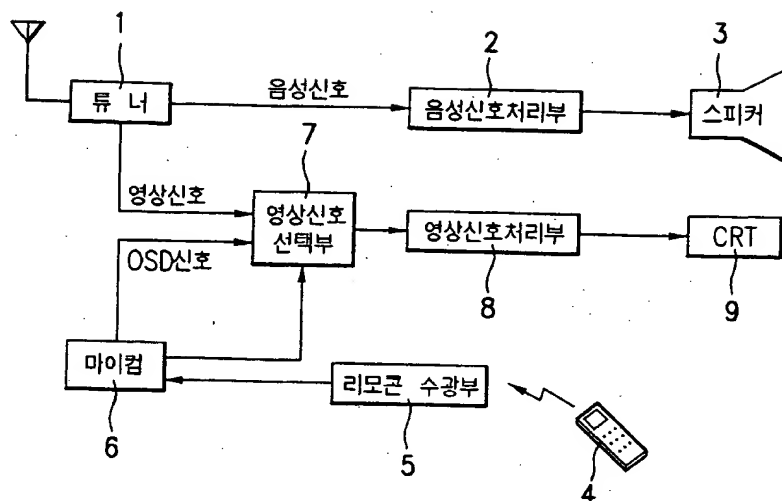 1
2
3
튜 너
음성신호
음성신호처리부
스피커
7
영상신호
영상신호
선택부
영상신호처리부
CRT
OSD신호
8
9
마이컴
리모콘 수광부
6
5
4